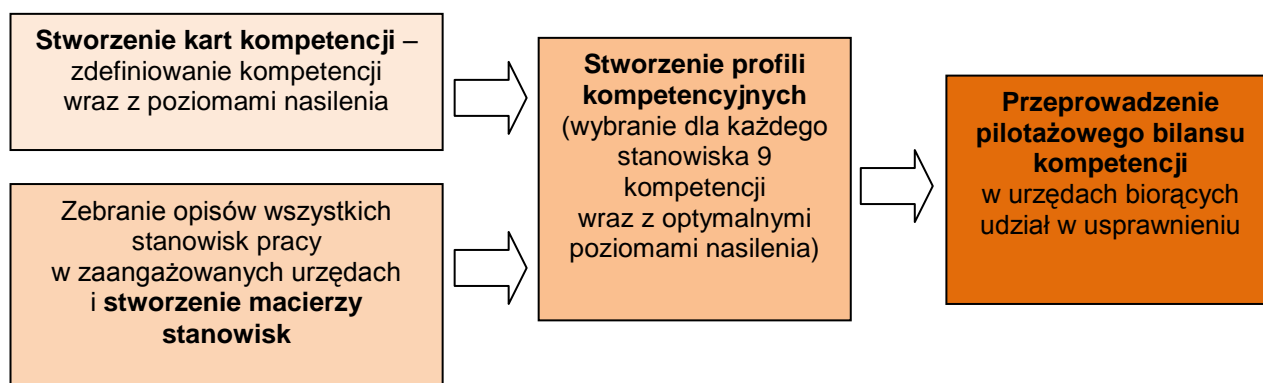 Stworzenie kart kompetencji –
zdefiniowanie kompetencji
wraz z poziomami nasilenia
Zebranie opisów wszystkich
stanowisk pracy
w zaangażowanych urzędach
i stworzenie macierzy
stanowisk
Stworzenie profili
kompetencyjnych
(wybranie dla każdego
stanowiska 9
kompetencji
wraz z optymalnymi
poziomami nasilenia)
Przeprowadzenie
pilotażowego bilansu
kompetencji
w urzędach biorących
udział w usprawnieniu